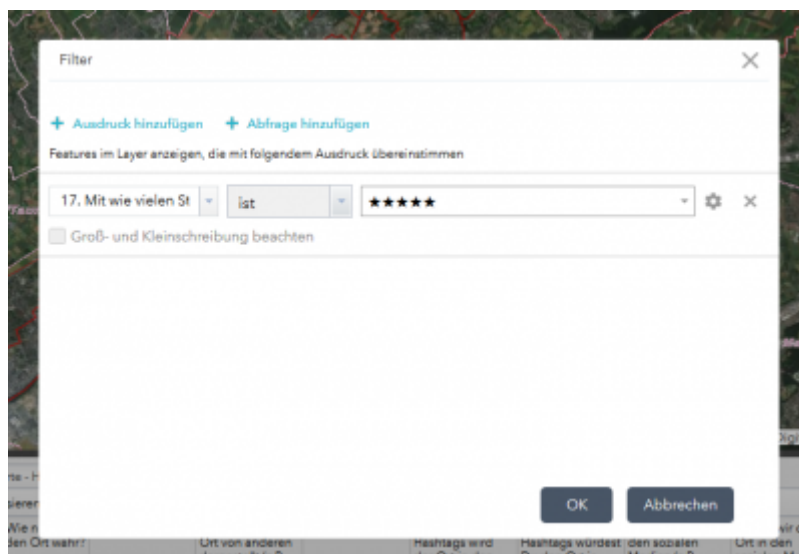 Filter
+ Ausdruck hinzufügen + Abfrage hinzufügen
Features im Layer anzeigen, die mit folgendem Ausdruck übereinstimmen
17. Mit wie vielen St
ist
★★★★★
Groß- und Kleinschreibung beachten
OK
Abbrechen
den Ort wahr?
Ort von anderen
Hashtags wird
Hashtags würdest
den sozialen
Ort in den